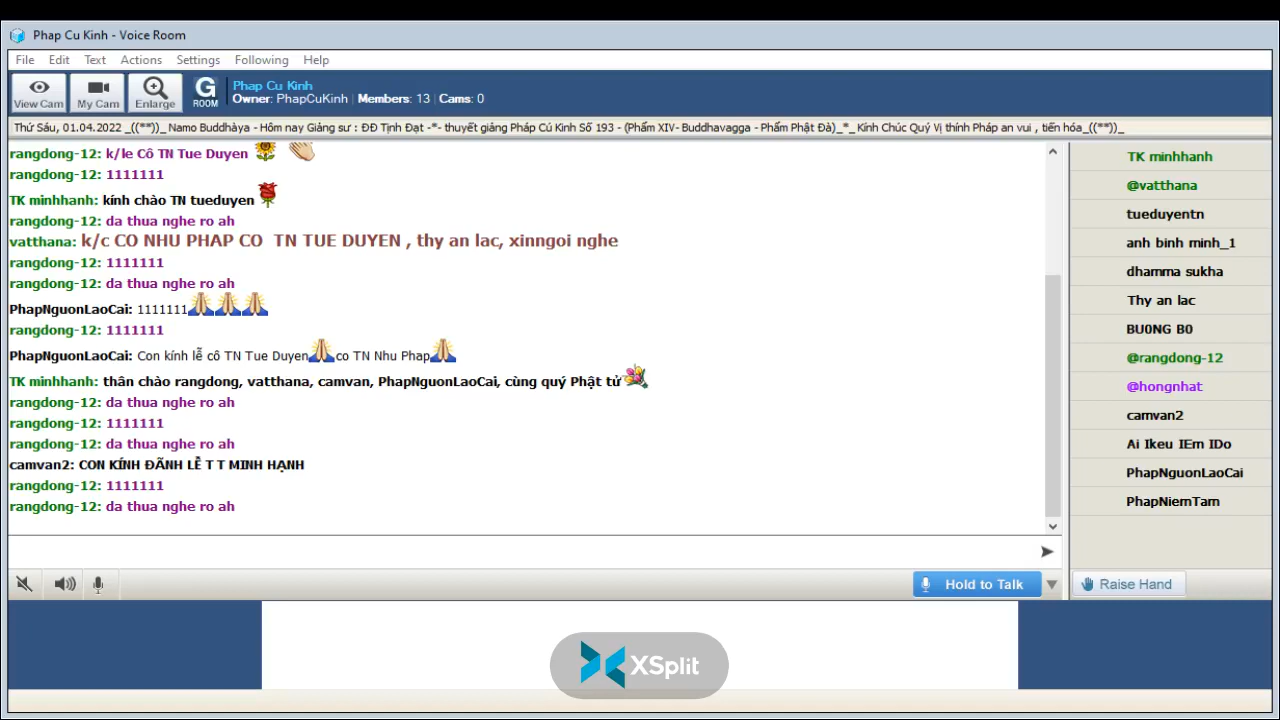 Phap Cu Kinh - Voice Room
File Edit Text Actions Settings Following Help
View Cam My Cam Enlarge G ROOM
Phap Cu Kinh
Owner: PhapCuKinh | Members: 13 | Cams: 0
Thứ Sáu, 01.04.2022 _((**))_ Namo Buddhàya - Hôm nay Giảng sư : ĐĐ Tịnh Đạt -*- thuyết giảng Pháp Cú Kinh Số 193 - (Phẩm XIV- Buddhavagga - Phẩm Phật Đà)_*_ Kính Chúc Quý Vị thính Pháp an vui , tiến hóa_((**))_
rangdong-12: k/le Cô TN Tue Duyen
rangdong-12: 1111111
TK minhhanh: kính chào TN tueduyen
rangdong-12: da thua nghe ro ah
vatthana: k/c CO NHU PHAP CO TN TUE DUYEN , thy an lac, xinngoi nghe
rangdong-12: 1111111
rangdong-12: da thua nghe ro ah
PhapNguonLaoCai: 1111111
rangdong-12: 1111111
PhapNguonLaoCai: Con kính lễ cô TN Tue Duyen co TN Nhu Phap
TK minhhanh: thân chào rangdong, vatthana, camvan, PhapNguonLaoCai, cùng quý Phật tử
rangdong-12: da thua nghe ro ah
rangdong-12: 1111111
rangdong-12: da thua nghe ro ah
camvan2: CON KÍNH ĐÃNH LỄ T T MINH HẠNH
rangdong-12: 1111111
rangdong-12: da thua nghe ro ah
TK minhhanh
@vatthana
tueduyentn
anh binh minh_1
dhamma sukha
Thy an lac
BU0NG B0
@rangdong-12
@hongnhat
camvan2
Ai Ikeu IEm IDo
PhapNguonLaoCai
PhapNiemTam
Hold to Talk
Raise Hand
XSplit